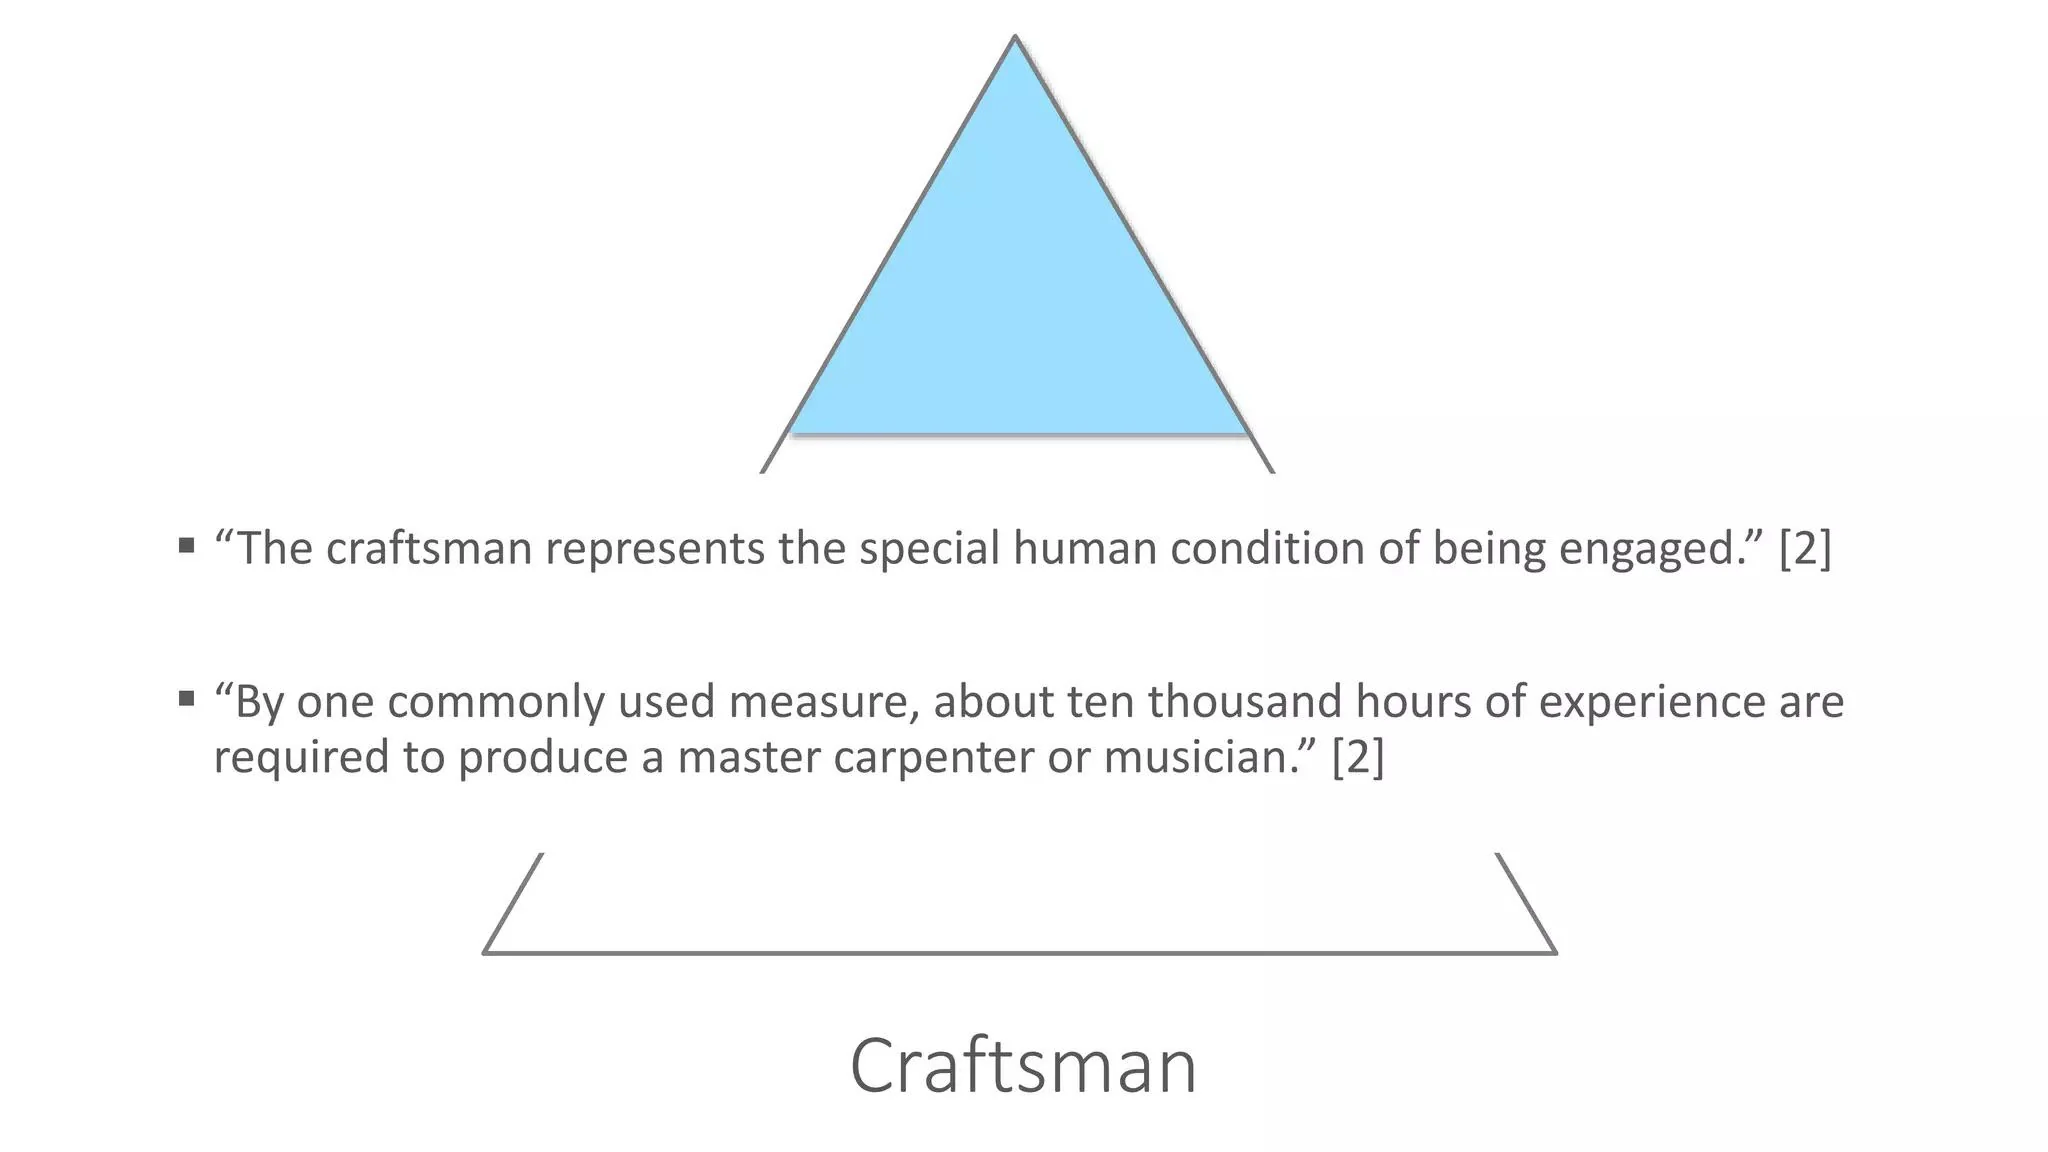 ▪ “The craftsman represents the special human condition of being engaged.” [2]
▪ “By one commonly used measure, about ten thousand hours of experience are
required to produce a master carpenter or musician.” [2]
Craftsman